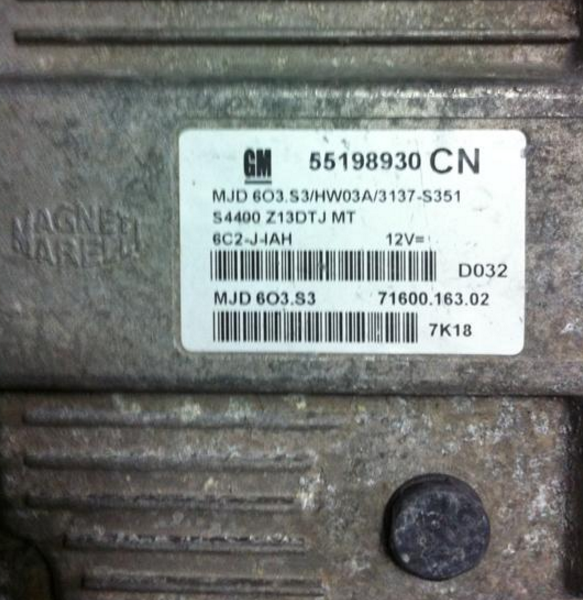 MAGNETI
MARELLI
GM 55198930 CN
MJD 6O3.S3/HW03A/3137-S351
S4400 Z13DTJ MT
6C2-J-IAH 12V=
D032
MJD 6O3.S3 71600.163.02
7K18